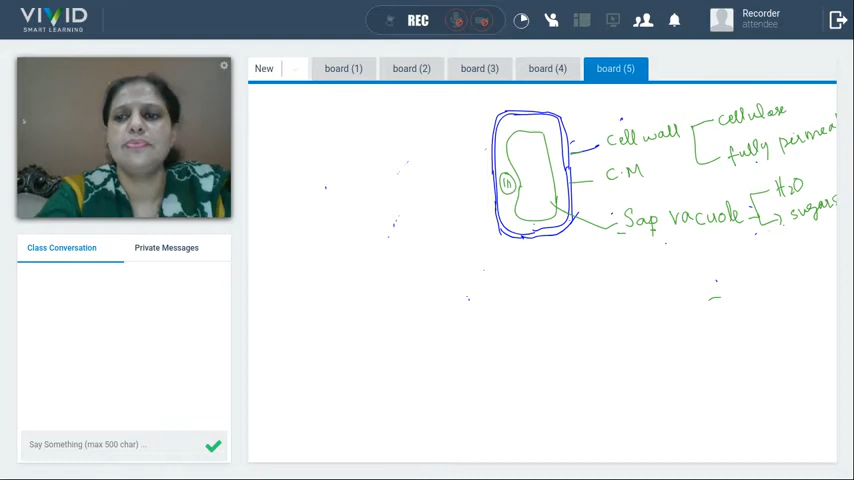 VIVID
SMART LEARNING
REC
Recorder
attendee
New
board (1)
board (2)
board (3)
board (4)
board (5)
cell wall
cellulose
fully permea
C.M
Sap vacuole
H2O
sugars
Class Conversation
Private Messages
Say Something (max 500 char) ...